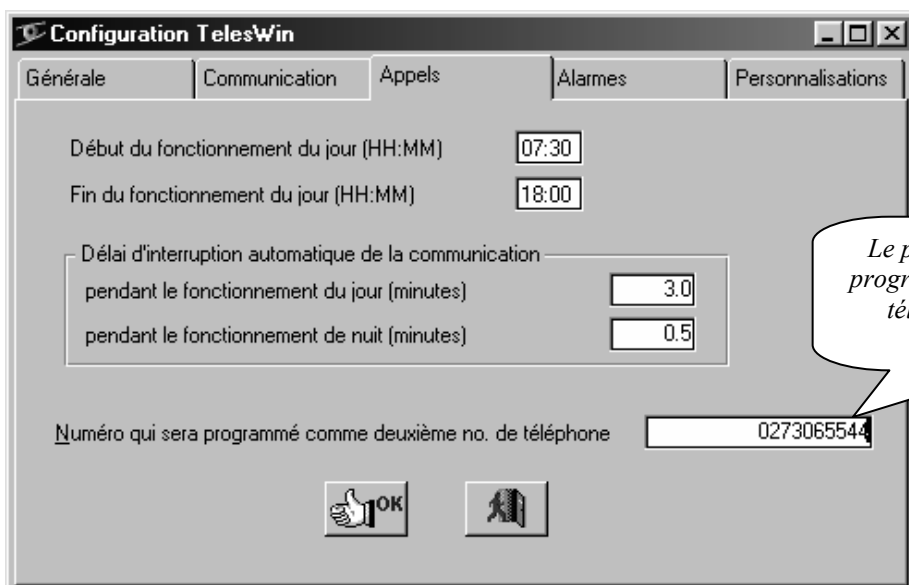 Configuration TelesWin
Générale Communication Appels Alarmes Personnalisations
Début du fonctionnement du jour (HH:MM) 07:30
Fin du fonctionnement du jour (HH:MM) 18:00
Délai d'interruption automatique de la communication
pendant le fonctionnement du jour (minutes) 3.0
pendant le fonctionnement de nuit (minutes) 0.5
Le
Numéro qui sera programmé comme deuxième no. de téléphone 0273065544
OK